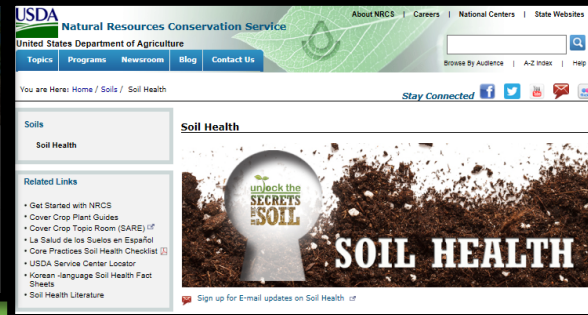 USDA
Natural Resources Conservation Service
United States Department of Agriculture
About NRCS | Careers | National Centers | State Websites
Browse By Audience | A-Z Index | Help
Topics Programs Newsroom Blog Contact Us
You are Here: Home / Soils / Soil Health
Stay Connected
Soils
Soil Health
Related Links
• Get Started with NRCS
• Cover Crop Plant Guides
• Cover Crop Topic Room (SARE)
• La Salud de los Suelos en Español
• Core Practices Soil Health Checklist
• USDA Service Center Locator
• Korean -language Soil Health Fact
Sheets
• Soil Health Literature
Soil Health
unlock the
SECRETS
IN THE
SOIL
SOIL HEALTH
Sign up for E-mail updates on Soil Health